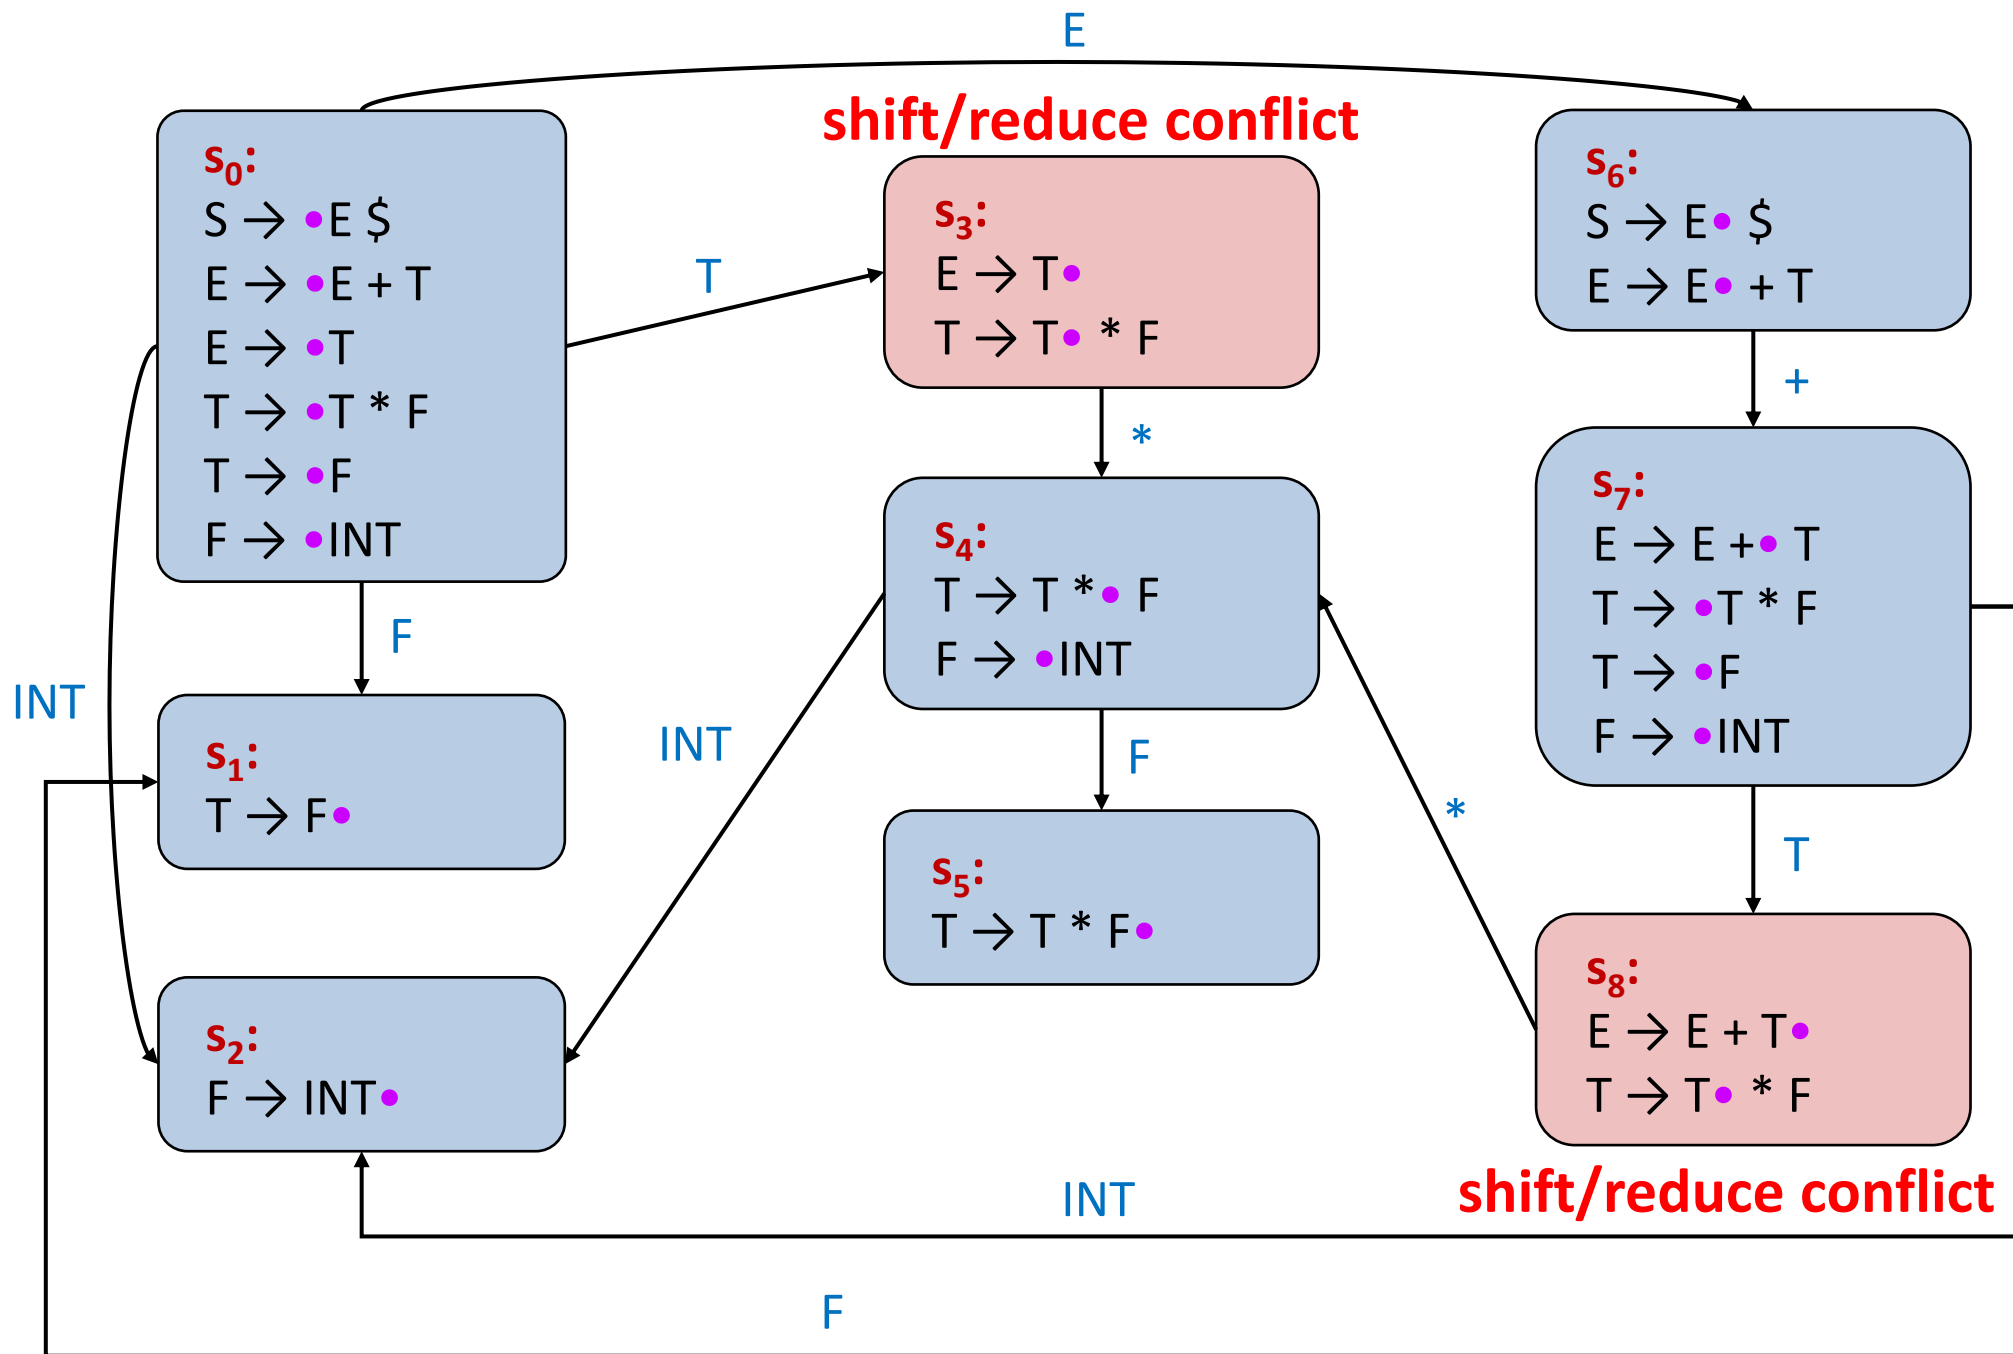 E
shift/reduce conflict
s₀:
S → •E $
E → •E + T
E → •T
T → •T * F
T → •F
F → •INT
T
s₃:
E → T•
T → T• * F
s₆:
S → E• $
E → E• + T
*
+
s₄:
T → T *• F
F → •INT
s₇:
E → E +• T
T → •T * F
T → •F
F → •INT
F
INT
s₁:
T → F•
INT
F
*
T
s₅:
T → T * F•
s₂:
F → INT•
s₈:
E → E + T•
T → T• * F
INT
shift/reduce conflict
F